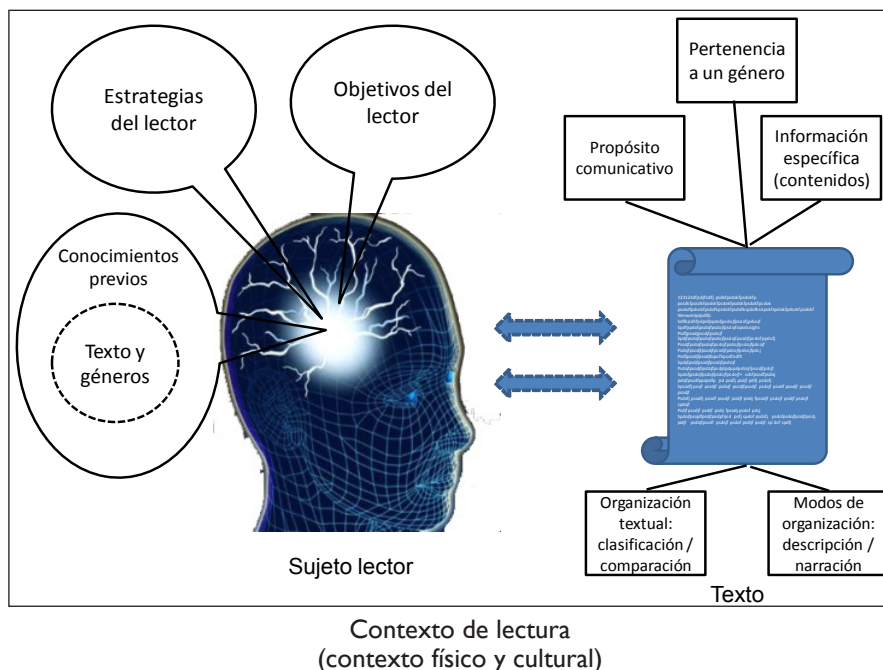 Estrategias
del lector
Objetivos del
lector
Conocimientos
previos
Texto y
géneros
Sujeto lector
Pertenencia
a un género
Propósito
comunicativo
Información
específica
(contenidos)
Organización
textual:
clasificación /
comparación
Modos de
organización:
descripción /
narración
Texto
Contexto de lectura
(contexto físico y cultural)